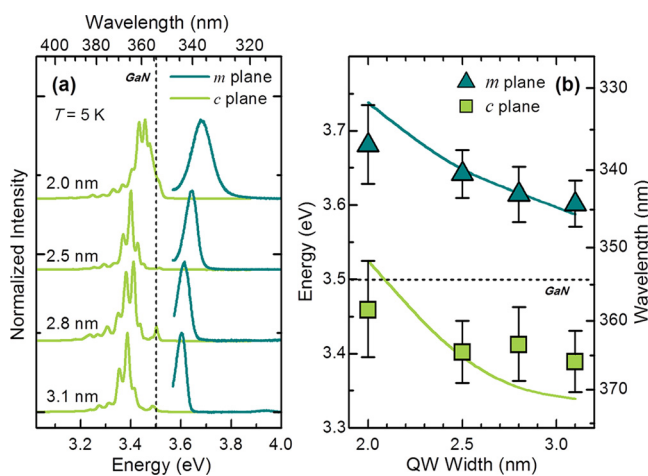 Wavelength (nm)
400 380 360 340 320
(a)
GaN
m plane
c plane
T = 5 K
2.0 nm
2.5 nm
2.8 nm
3.1 nm
Normalized Intensity
3.2 3.4 3.6 3.8 4.0
Energy (eV)
(b)
m plane
c plane
GaN
3.7
3.6
3.5
3.4
3.3
Energy (eV)
330
340
350
360
370
Wavelength (nm)
2.0 2.5 3.0
QW Width (nm)